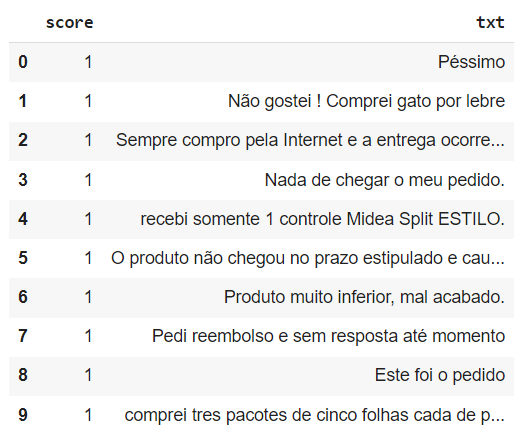 score txt
0 1 Péssimo
1 1 Não gostei ! Comprei gato por lebre
2 1 Sempre compro pela Internet e a entrega ocorre...
3 1 Nada de chegar o meu pedido.
4 1 recebi somente 1 controle Midea Split ESTILO.
5 1 O produto não chegou no prazo estipulado e cau...
6 1 Produto muito inferior, mal acabado.
7 1 Pedi reembolso e sem resposta até momento
8 1 Este foi o pedido
9 1 comprei tres pacotes de cinco folhas cada de p...